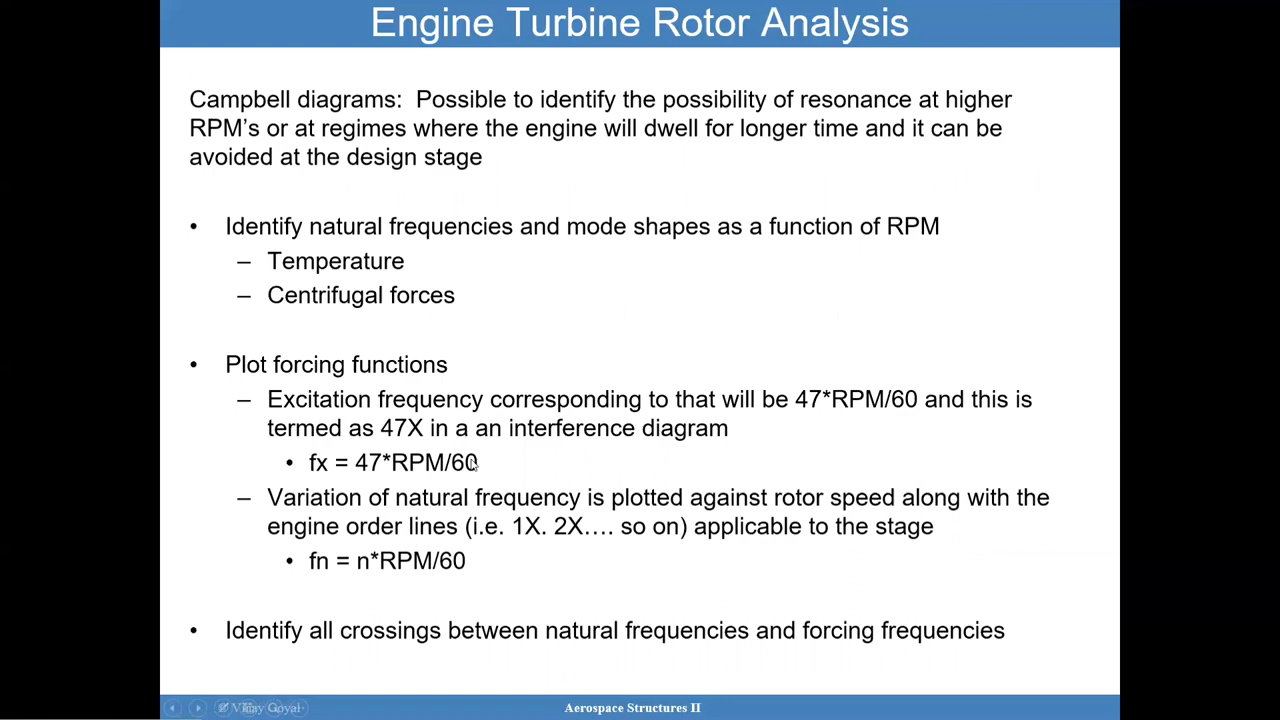 Engine Turbine Rotor Analysis
Campbell diagrams: Possible to identify the possibility of resonance at higher
RPM's or at regimes where the engine will dwell for longer time and it can be
avoided at the design stage
• Identify natural frequencies and mode shapes as a function of RPM
– Temperature
– Centrifugal forces
• Plot forcing functions
– Excitation frequency corresponding to that will be 47*RPM/60 and this is
termed as 47X in a an interference diagram
• fx = 47*RPM/60
– Variation of natural frequency is plotted against rotor speed along with the
engine order lines (i.e. 1X. 2X…. so on) applicable to the stage
• fn = n*RPM/60
• Identify all crossings between natural frequencies and forcing frequencies
Vijay Goyal
Aerospace Structures II